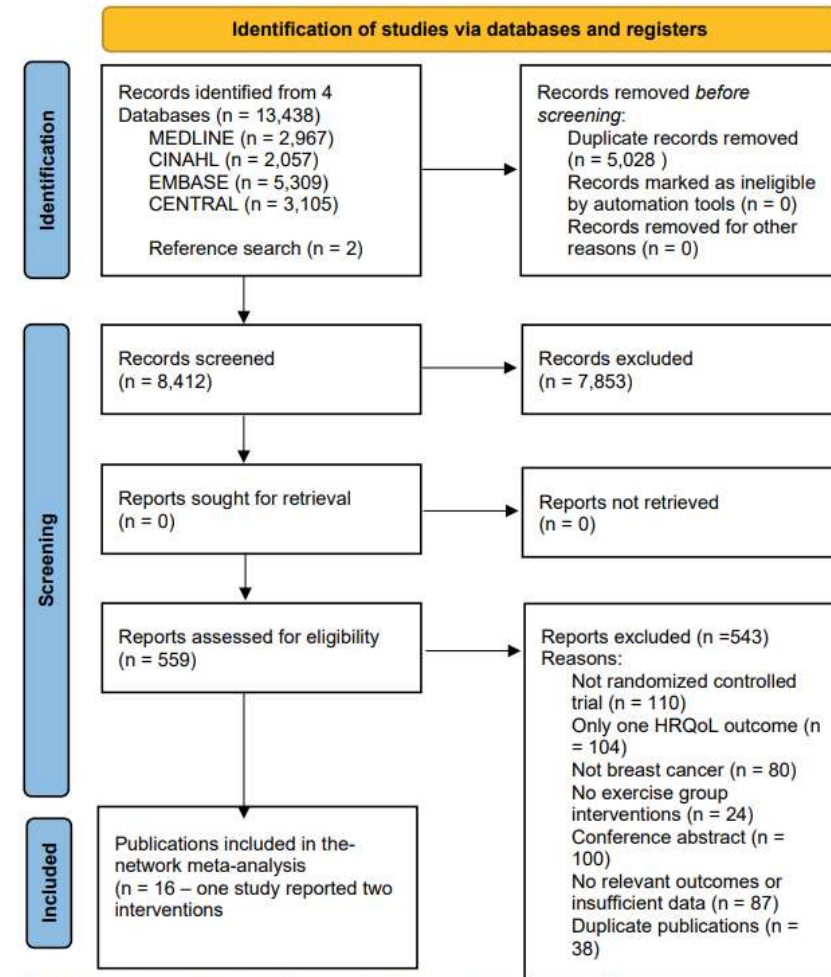 Identification of studies via databases and registers
Identification
Records identified from 4
Databases (n = 13,438)
MEDLINE (n = 2,967)
CINAHL (n = 2,057)
EMBASE (n = 5,309)
CENTRAL (n = 3,105)
Reference search (n = 2)
Records removed before
screening:
Duplicate records removed
(n = 5,028 )
Records marked as ineligible
by automation tools (n = 0)
Records removed for other
reasons (n = 0)
Screening
Records screened
(n = 8,412)
Records excluded
(n = 7,853)
Reports sought for retrieval
(n = 0)
Reports not retrieved
(n = 0)
Reports assessed for eligibility
(n = 559)
Reports excluded (n =543)
Reasons:
Not randomized controlled
trial (n = 110)
Only one HRQoL outcome (n
= 104)
Not breast cancer (n = 80)
No exercise group
interventions (n = 24)
Conference abstract (n =
100)
No relevant outcomes or
insufficient data (n = 87)
Duplicate publications (n =
38)
Included
Publications included in the-
network meta-analysis
(n = 16 – one study reported two
interventions